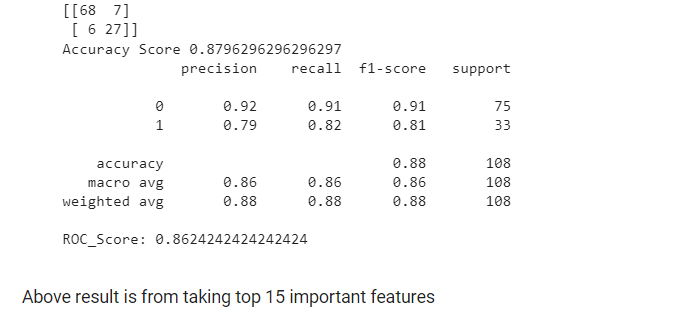 [[68  7]
 [ 6 27]]
Accuracy Score 0.8796296296296297
              precision    recall  f1-score   support

           0       0.92      0.91      0.91        75
           1       0.79      0.82      0.81        33

    accuracy                           0.88       108
   macro avg       0.86      0.86      0.86       108
weighted avg       0.88      0.88      0.88       108

ROC_Score: 0.8624242424242424
Above result is from taking top 15 important features